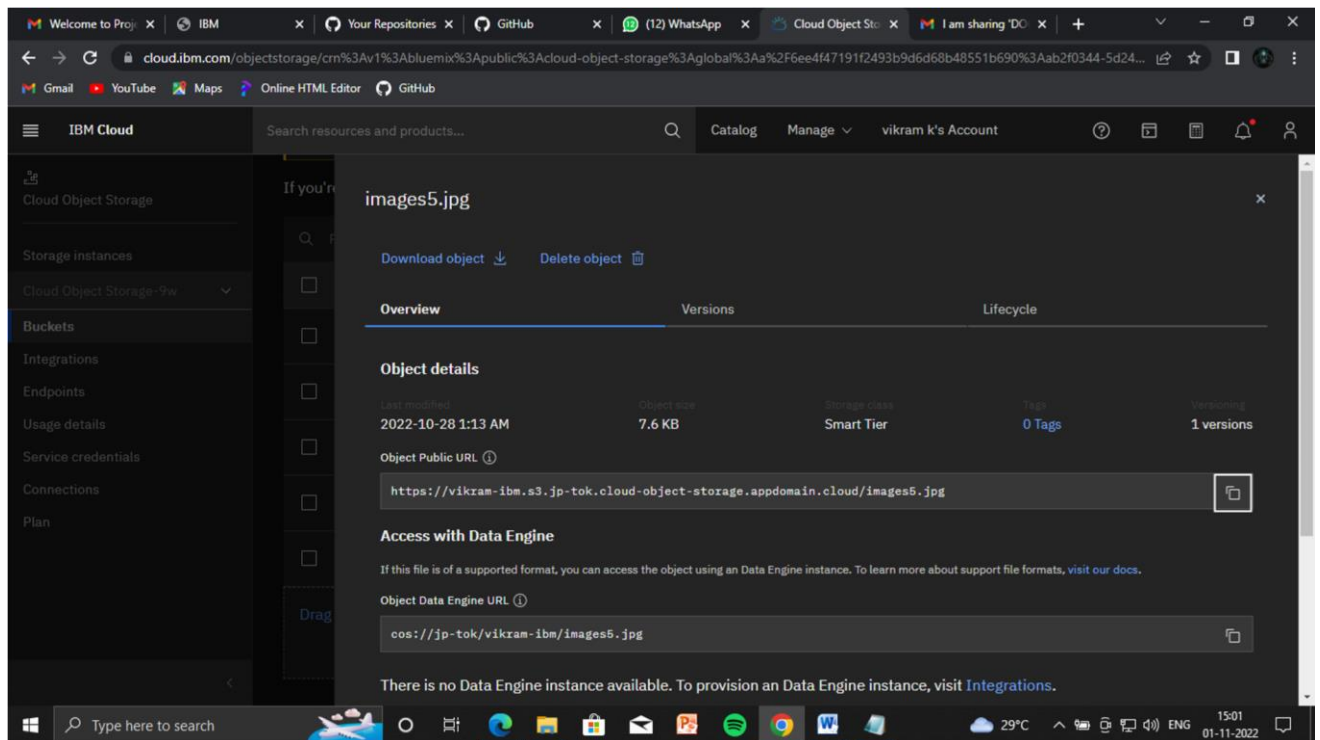 Welcome to Proj
IBM
Your Repositories
GitHub
(12) WhatsApp
Cloud Object Sto
I am sharing 'DO
cloud.ibm.com/objectstorage/crn%3Av1%3Abluemix%3Apublic%3Acloud-object-storage%3Aglobal%3Aa%2F6ee4f47191f2493b9d6d68b48551b690%3Aab2f0344-5d24...
Gmail
YouTube
Maps
Online HTML Editor
GitHub
IBM Cloud
Search resources and products...
Catalog
Manage
vikram k's Account
Cloud Object Storage
Storage instances
Cloud Object Storage-9w
Buckets
Integrations
Endpoints
Usage details
Service credentials
Connections
Plan
If you're
Drag
images5.jpg
Download object
Delete object
Overview
Versions
Lifecycle
Object details
Last modified
Object size
Storage class
Tags
Versioning
2022-10-28 1:13 AM
7.6 KB
Smart Tier
0 Tags
1 versions
Object Public URL
https://vikram-ibm.s3.jp-tok.cloud-object-storage.appdomain.cloud/images5.jpg
Access with Data Engine
If this file is of a supported format, you can access the object using an Data Engine instance. To learn more about support file formats, visit our docs.
Object Data Engine URL
cos://jp-tok/vikram-ibm/images5.jpg
There is no Data Engine instance available. To provision an Data Engine instance, visit Integrations.
Type here to search
29°C
ENG
15:01
01-11-2022